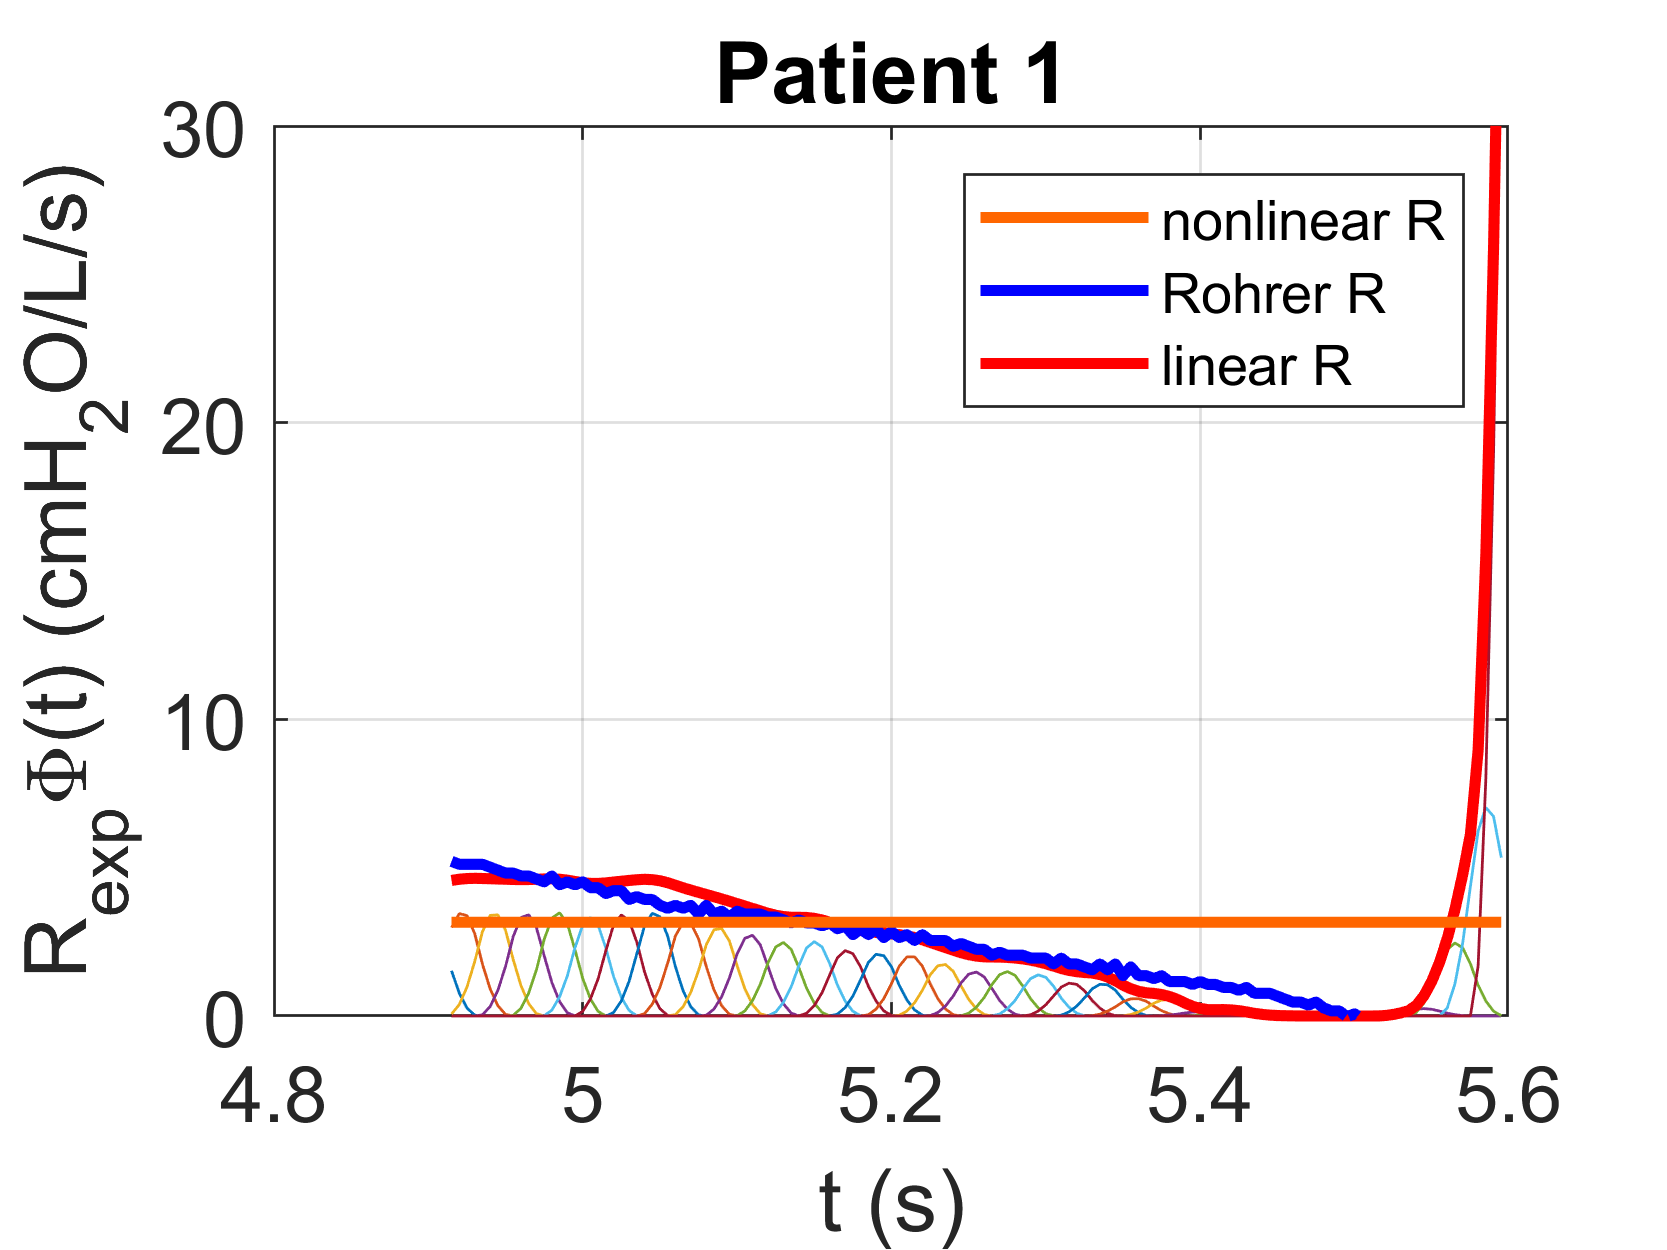 Patient 1
30
20
10
0
R_expΦ(t) (cmH_2O/L/s)
nonlinear R
Rohrer R
linear R
4.8 5 5.2 5.4 5.6
t (s)